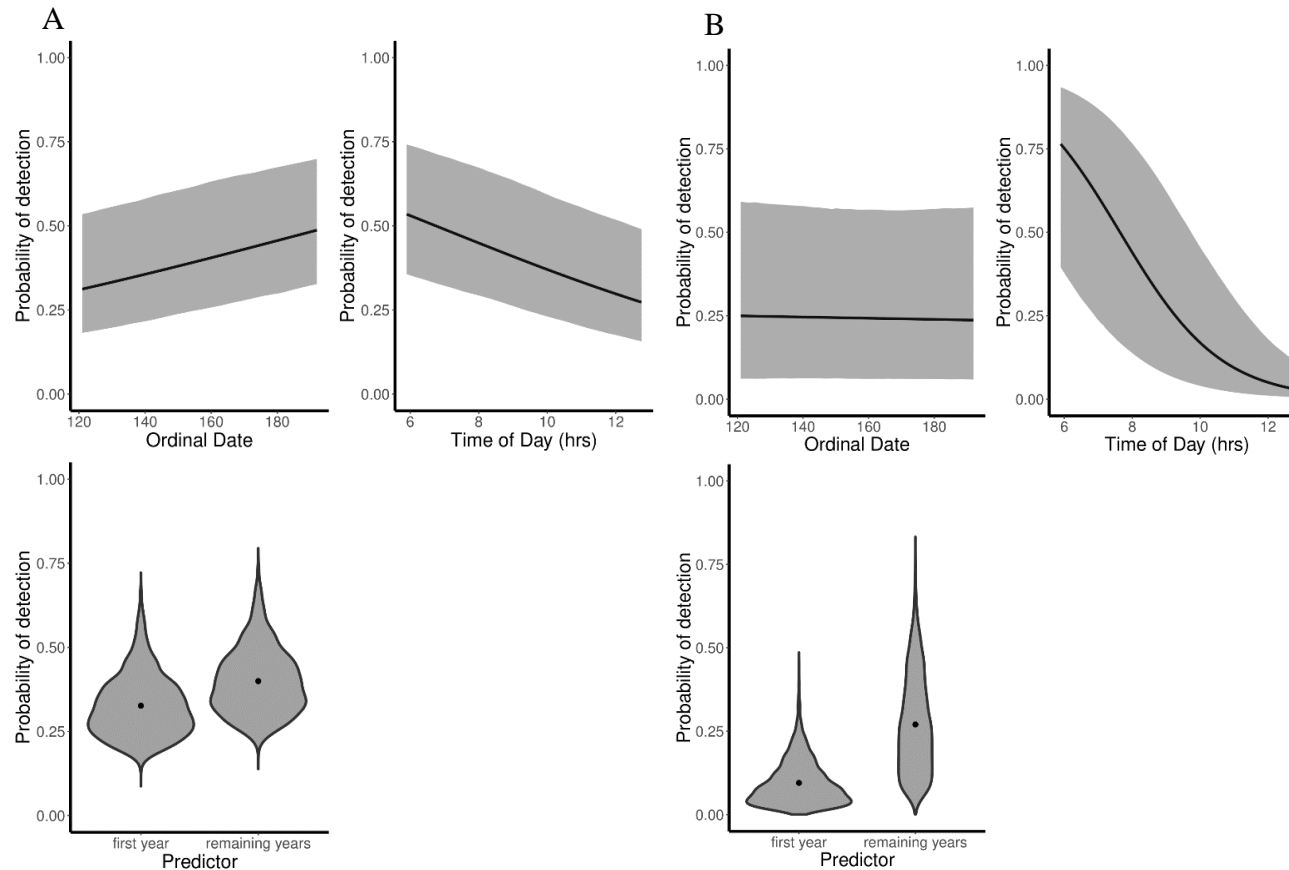 A
B
1.00
0.75
0.50
0.25
0.00
Probability of detection
120 140 160 180
Ordinal Date
1.00
0.75
0.50
0.25
0.00
Probability of detection
6 8 10 12
Time of Day (hrs)
1.00
0.75
0.50
0.25
0.00
Probability of detection
120 140 160 180
Ordinal Date
1.00
0.75
0.50
0.25
0.00
Probability of detection
6 8 10 12
Time of Day (hrs)
1.00
0.75
0.50
0.25
0.00
Probability of detection
first year remaining years
Predictor
1.00
0.75
0.50
0.25
0.00
Probability of detection
first year remaining years
Predictor